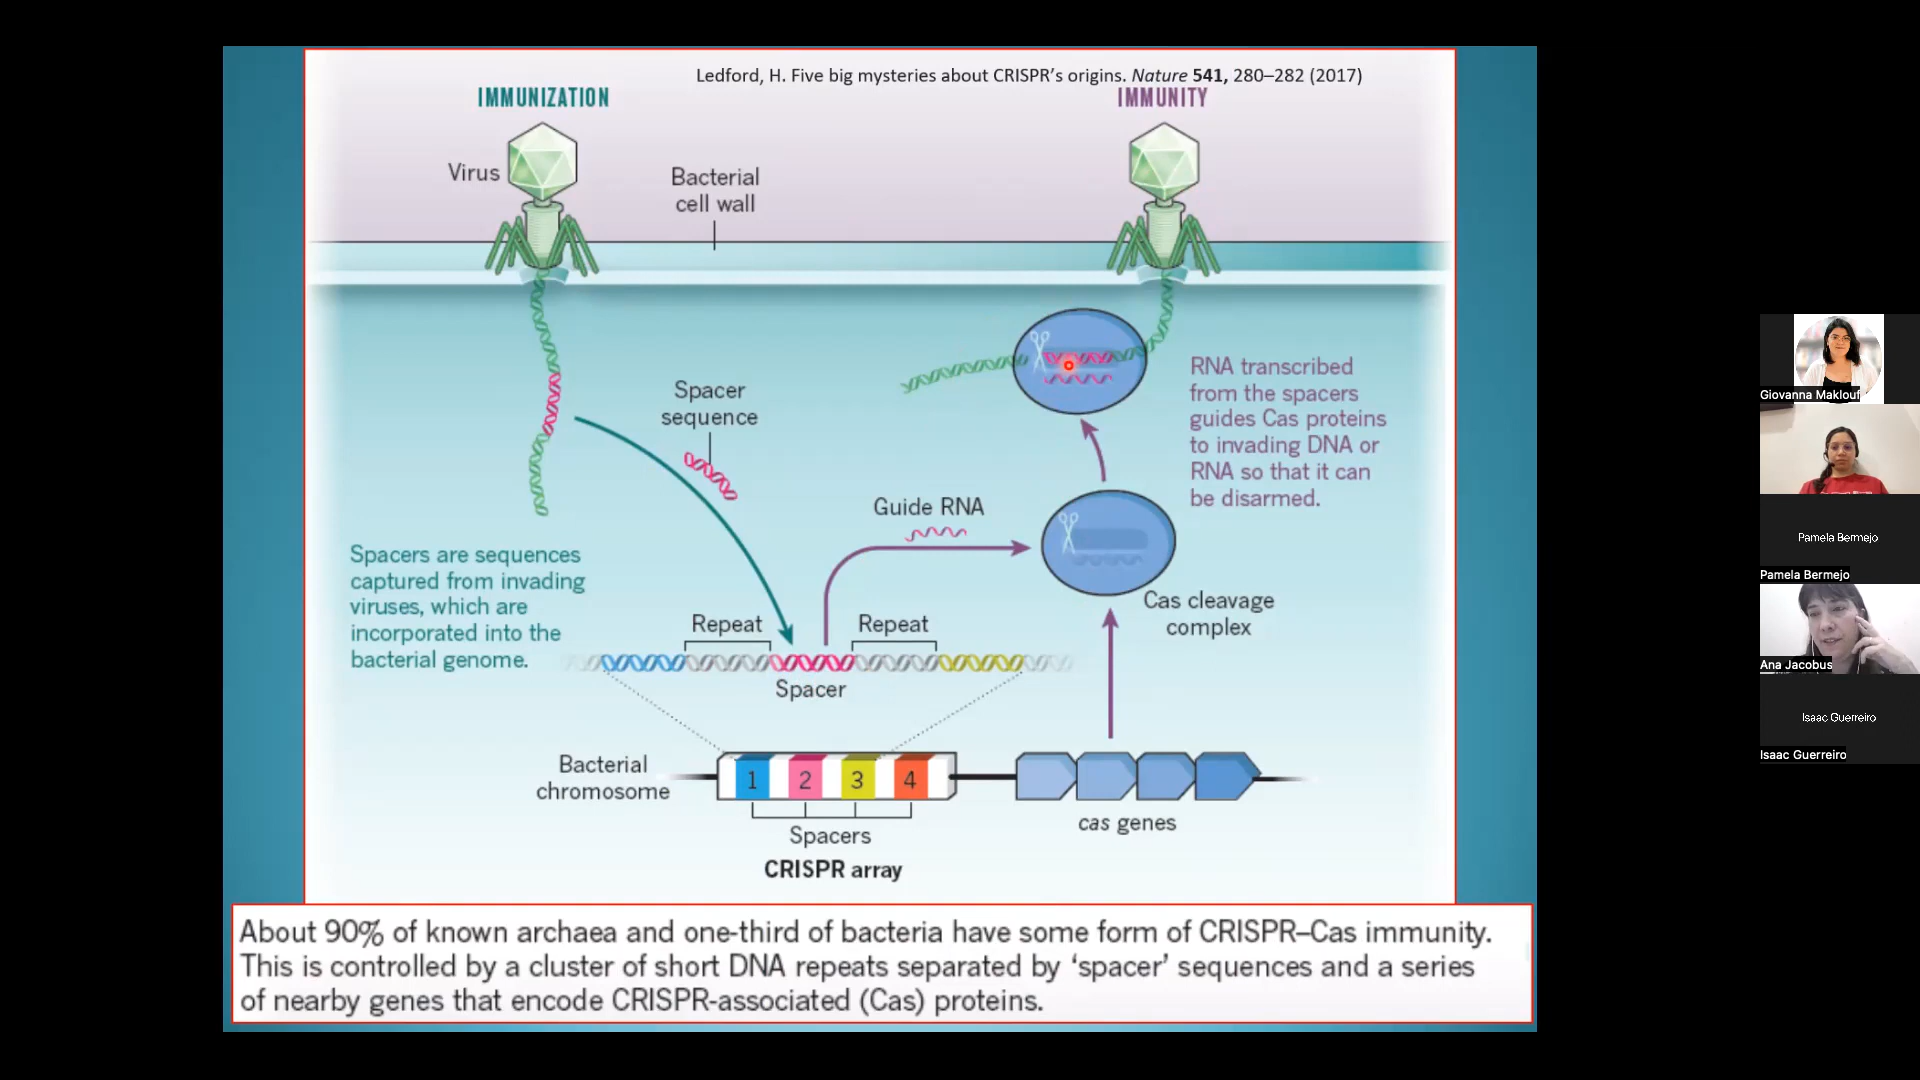 Ledford, H. Five big mysteries about CRISPR's origins. Nature 541, 280–282 (2017)
IMMUNIZATION
IMMUNITY
Virus
Bacterial
cell wall
Spacer
sequence
RNA transcribed
from the spacers
guides Cas proteins
to invading DNA or
RNA so that it can
be disarmed.
Guide RNA
Spacers are sequences
captured from invading
viruses, which are
incorporated into the
bacterial genome.
Cas cleavage
complex
Repeat
Repeat
Spacer
Bacterial
chromosome
1 2 3 4
Spacers
CRISPR array
cas genes
About 90% of known archaea and one-third of bacteria have some form of CRISPR–Cas immunity.
This is controlled by a cluster of short DNA repeats separated by ‘spacer’ sequences and a series
of nearby genes that encode CRISPR-associated (Cas) proteins.
Giovanna Maklouf
Pamela Bermejo
Pamela Bermejo
Ana Jacobus
Isaac Guerreiro
Isaac Guerreiro